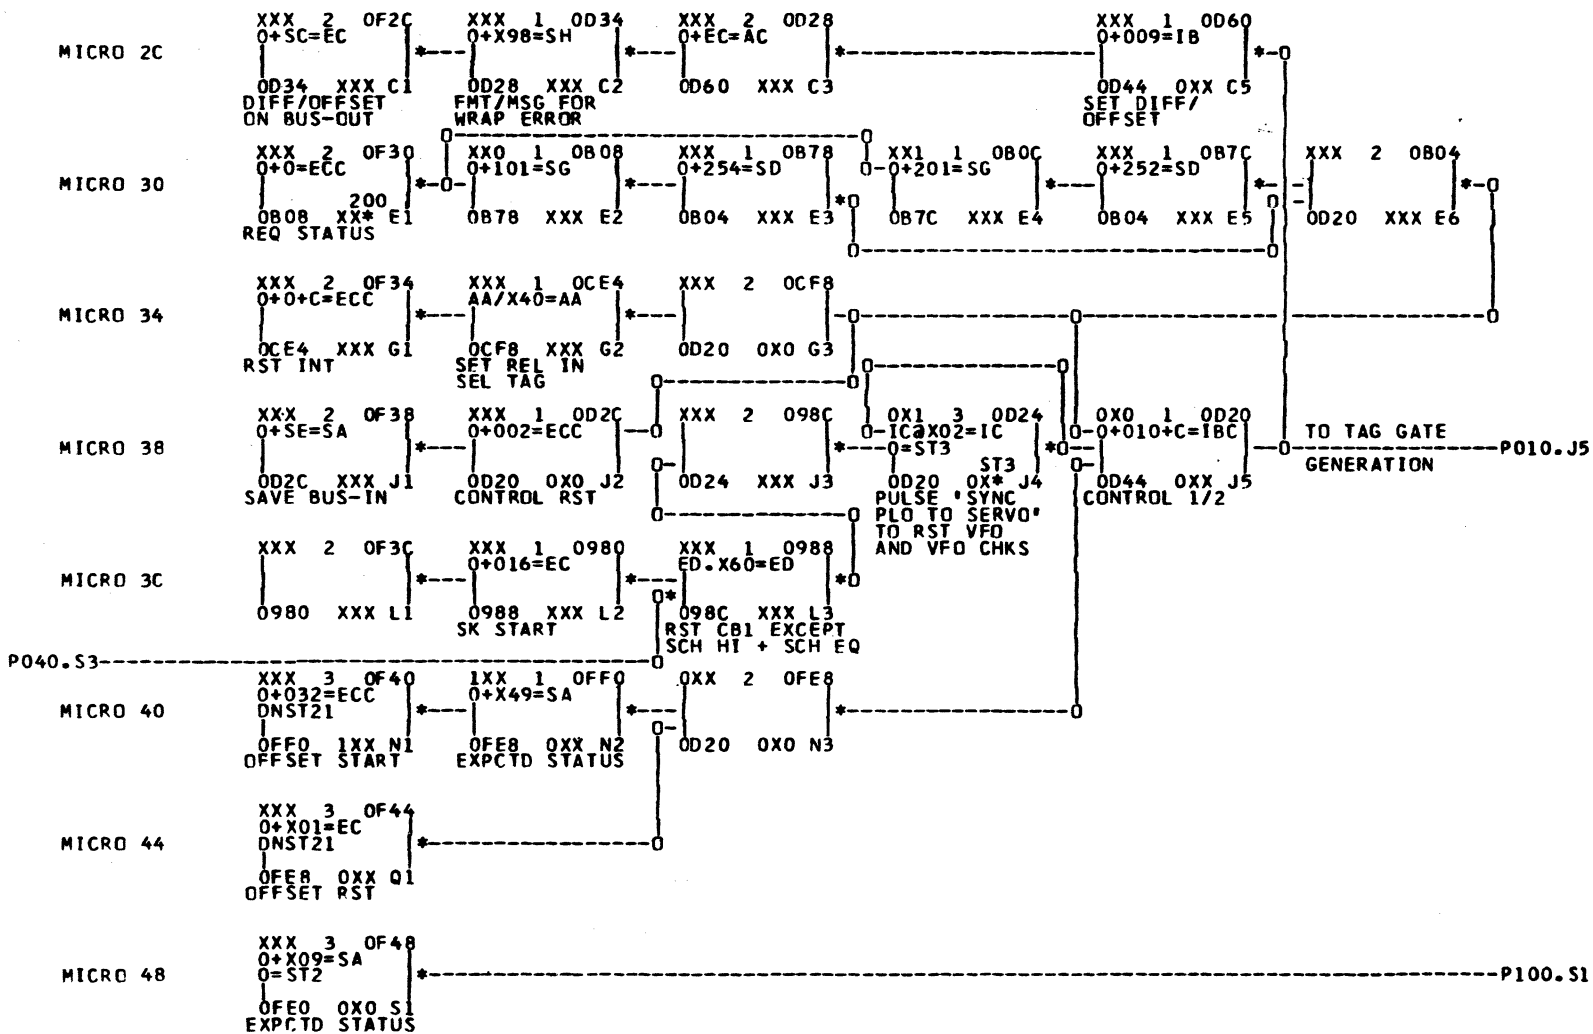 XXX 2 0F2C XXX 1 0D34 XXX 2 0D28 XXX 1 0D60
0+SC=EC 0+X98=SH 0+EC=AC 0+009=IB
MICRO 2C
0D34 XXX C1 0D28 XXX C2 0D60 XXX C3 0D44 0XX C5
DIFF/OFFSET FMT/MSG FOR SET DIFF/
ON BUS-OUT WRAP ERROR OFFSET
XXX 2 0F30 XX0 1 0B08 XXX 1 0B78 XX1 1 0B0C XXX 1 0B7C XXX 2 0B04
0+0=ECC 0+101=SG 0+254=SD 0+201=SG 0+252=SD
MICRO 30
200
0B08 XX* E1 0B78 XXX E2 0B04 XXX E3 0B7C XXX E4 0B04 XXX E5 0D20 XXX E6
REQ STATUS
XXX 2 0F34 XXX 1 0CE4 XXX 2 0CF8
0+0+C=ECC AA/X40=AA
MICRO 34
0CE4 XXX G1 0CF8 XXX G2 0D20 0X0 G3
RST INT SET REL IN
SEL TAG
XXX 2 0F38 XXX 1 0D2C XXX 2 098C 0X1 3 0D24 0X0 1 0D20
0+SE=SA 0+002=ECC IC@X02=IC 0+010+C=IBC TO TAG GATE
MICRO 38 0=ST3 P010.J5
ST3 GENERATION
0D2C XXX J1 0D20 0X0 J2 0D24 XXX J3 0D20 0X* J4 0D44 0XX J5
SAVE BUS-IN CONTROL RST PULSE 'SYNC CONTROL 1/2
PLO TO SERVO'
TO RST VFO
AND VFO CHKS
XXX 2 0F3C XXX 1 0980 XXX 1 0988
0+016=EC ED.X60=ED
MICRO 3C
0980 XXX L1 0988 XXX L2 098C XXX L3
SK START RST CB1 EXCEPT
SCH HI + SCH EQ
P040.S3
XXX 3 0F40 1XX 1 0FF0 0XX 2 0FE8
0+032=ECC 0+X49=SA
MICRO 40 DNST21
0FF0 1XX N1 0FE8 0XX N2 0D20 0X0 N3
OFFSET START EXPCTD STATUS
XXX 3 0F44
0+X01=EC
MICRO 44 DNST21
0FE8 0XX Q1
OFFSET RST
XXX 3 0F48
0+X09=SA
MICRO 48 0=ST2 P100.S1
0FE0 0X0 S1
EXPCTD STATUS